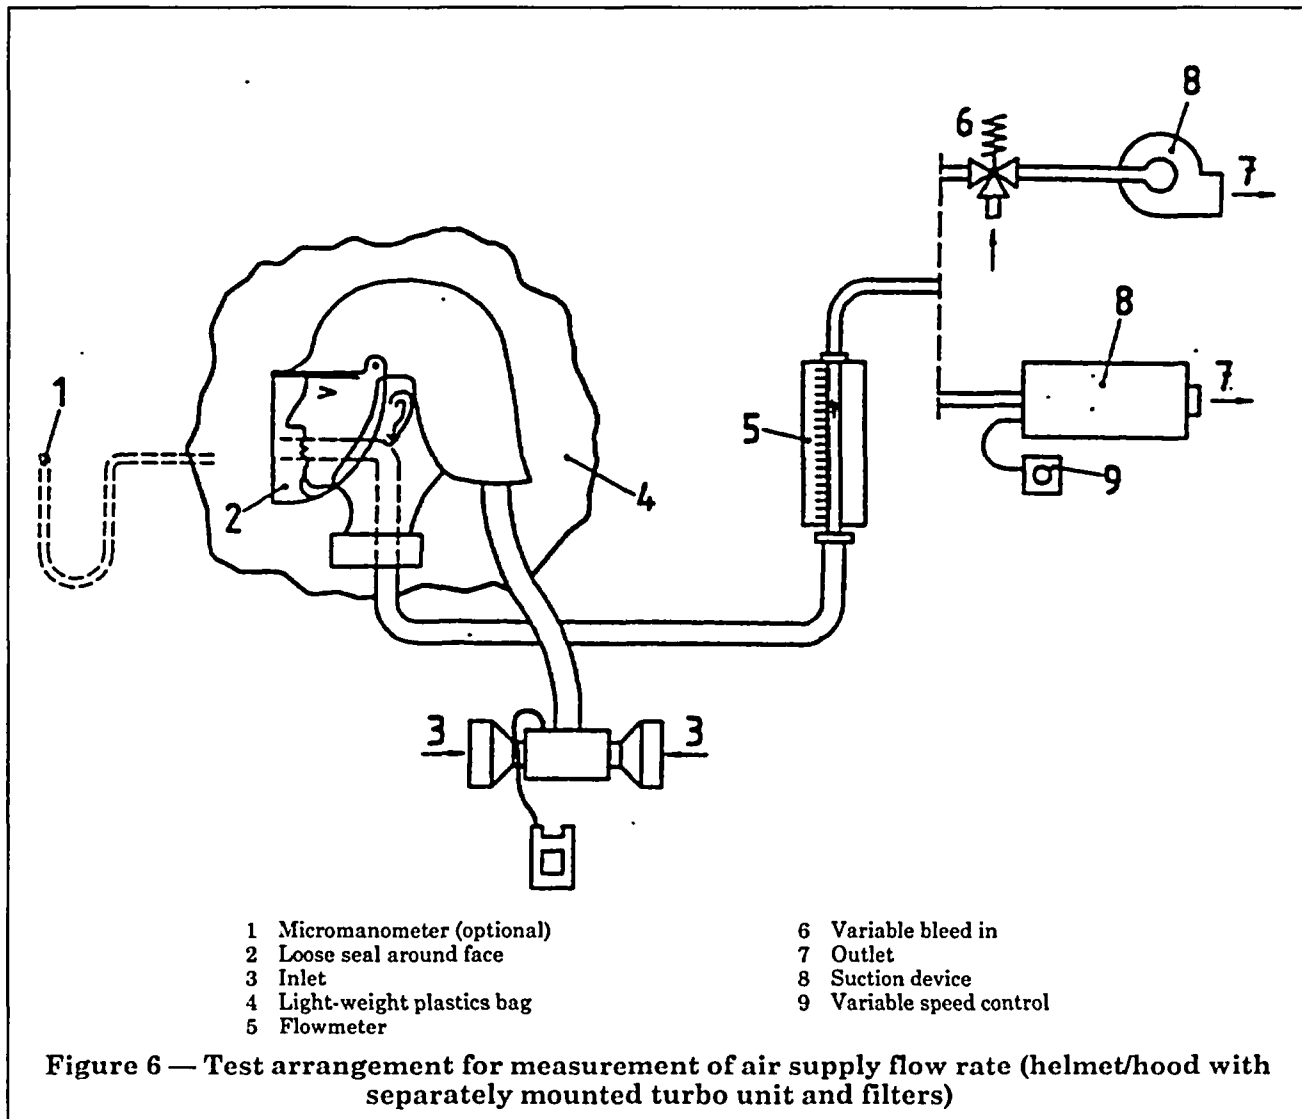 8
6
7
8
1
7
5
9
4
2
3
3
1 Micromanometer (optional)
2 Loose seal around face
3 Inlet
4 Light-weight plastics bag
5 Flowmeter
6 Variable bleed in
7 Outlet
8 Suction device
9 Variable speed control
Figure 6 — Test arrangement for measurement of air supply flow rate (helmet/hood with
separately mounted turbo unit and filters)